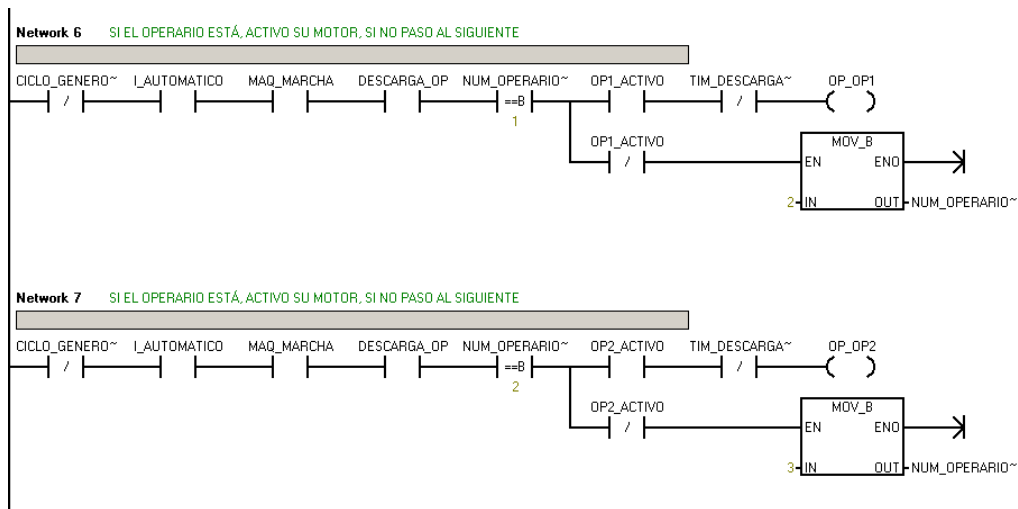 Network 6 SI EL OPERARIO ESTÁ, ACTIVO SU MOTOR, SI NO PASO AL SIGUIENTE
CICLO_GENERO~ I_AUTOMATICO MAQ_MARCHA DESCARGA_OP NUM_OPERARIO~ OP1_ACTIVO TIM_DESCARGA~ OP_OP1
/ ==B /
1
OP1_ACTIVO MOV_B
/ EN ENO
2 IN OUT NUM_OPERARIO~
Network 7 SI EL OPERARIO ESTÁ, ACTIVO SU MOTOR, SI NO PASO AL SIGUIENTE
CICLO_GENERO~ I_AUTOMATICO MAQ_MARCHA DESCARGA_OP NUM_OPERARIO~ OP2_ACTIVO TIM_DESCARGA~ OP_OP2
/ ==B /
2
OP2_ACTIVO MOV_B
/ EN ENO
3 IN OUT NUM_OPERARIO~